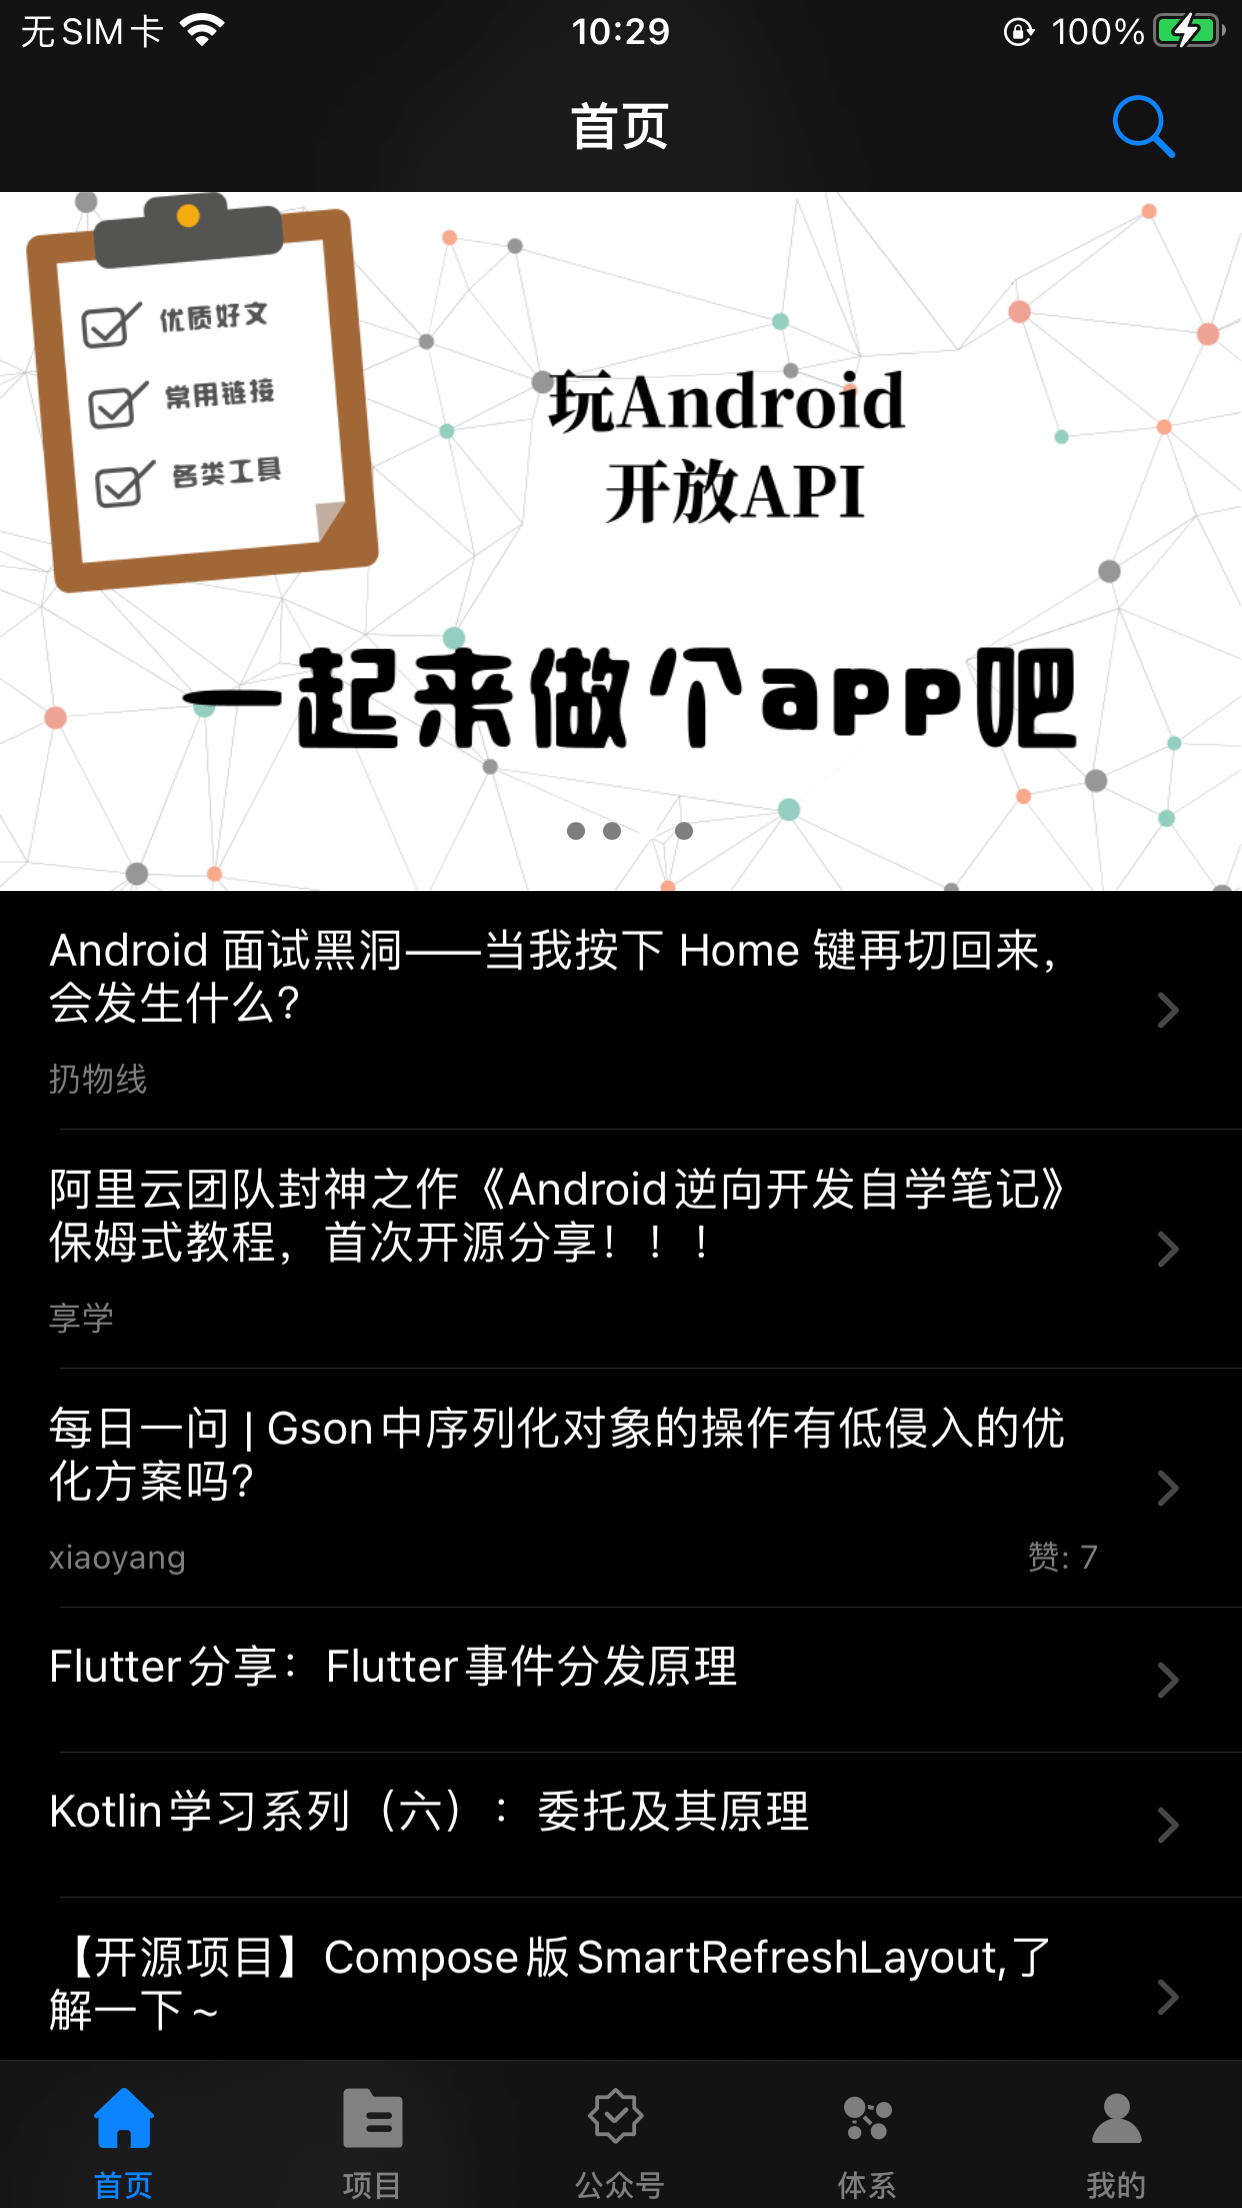 无SIM卡
10:29
100%
首页
优质好文
常用链接
各类工具
玩Android
开放API
一起来做个app吧
Android 面试黑洞——当我按下 Home 键再切回来，
会发生什么?
扔物线
阿里云团队封神之作《Android逆向开发自学笔记》
保姆式教程，首次开源分享！！！
享学
每日一问 | Gson中序列化对象的操作有低侵入的优
化方案吗?
xiaoyang
赞: 7
Flutter分享：Flutter事件分发原理
Kotlin学习系列（六）：委托及其原理
【开源项目】Compose版SmartRefreshLayout,了
解一下～
首页
项目
公众号
体系
我的